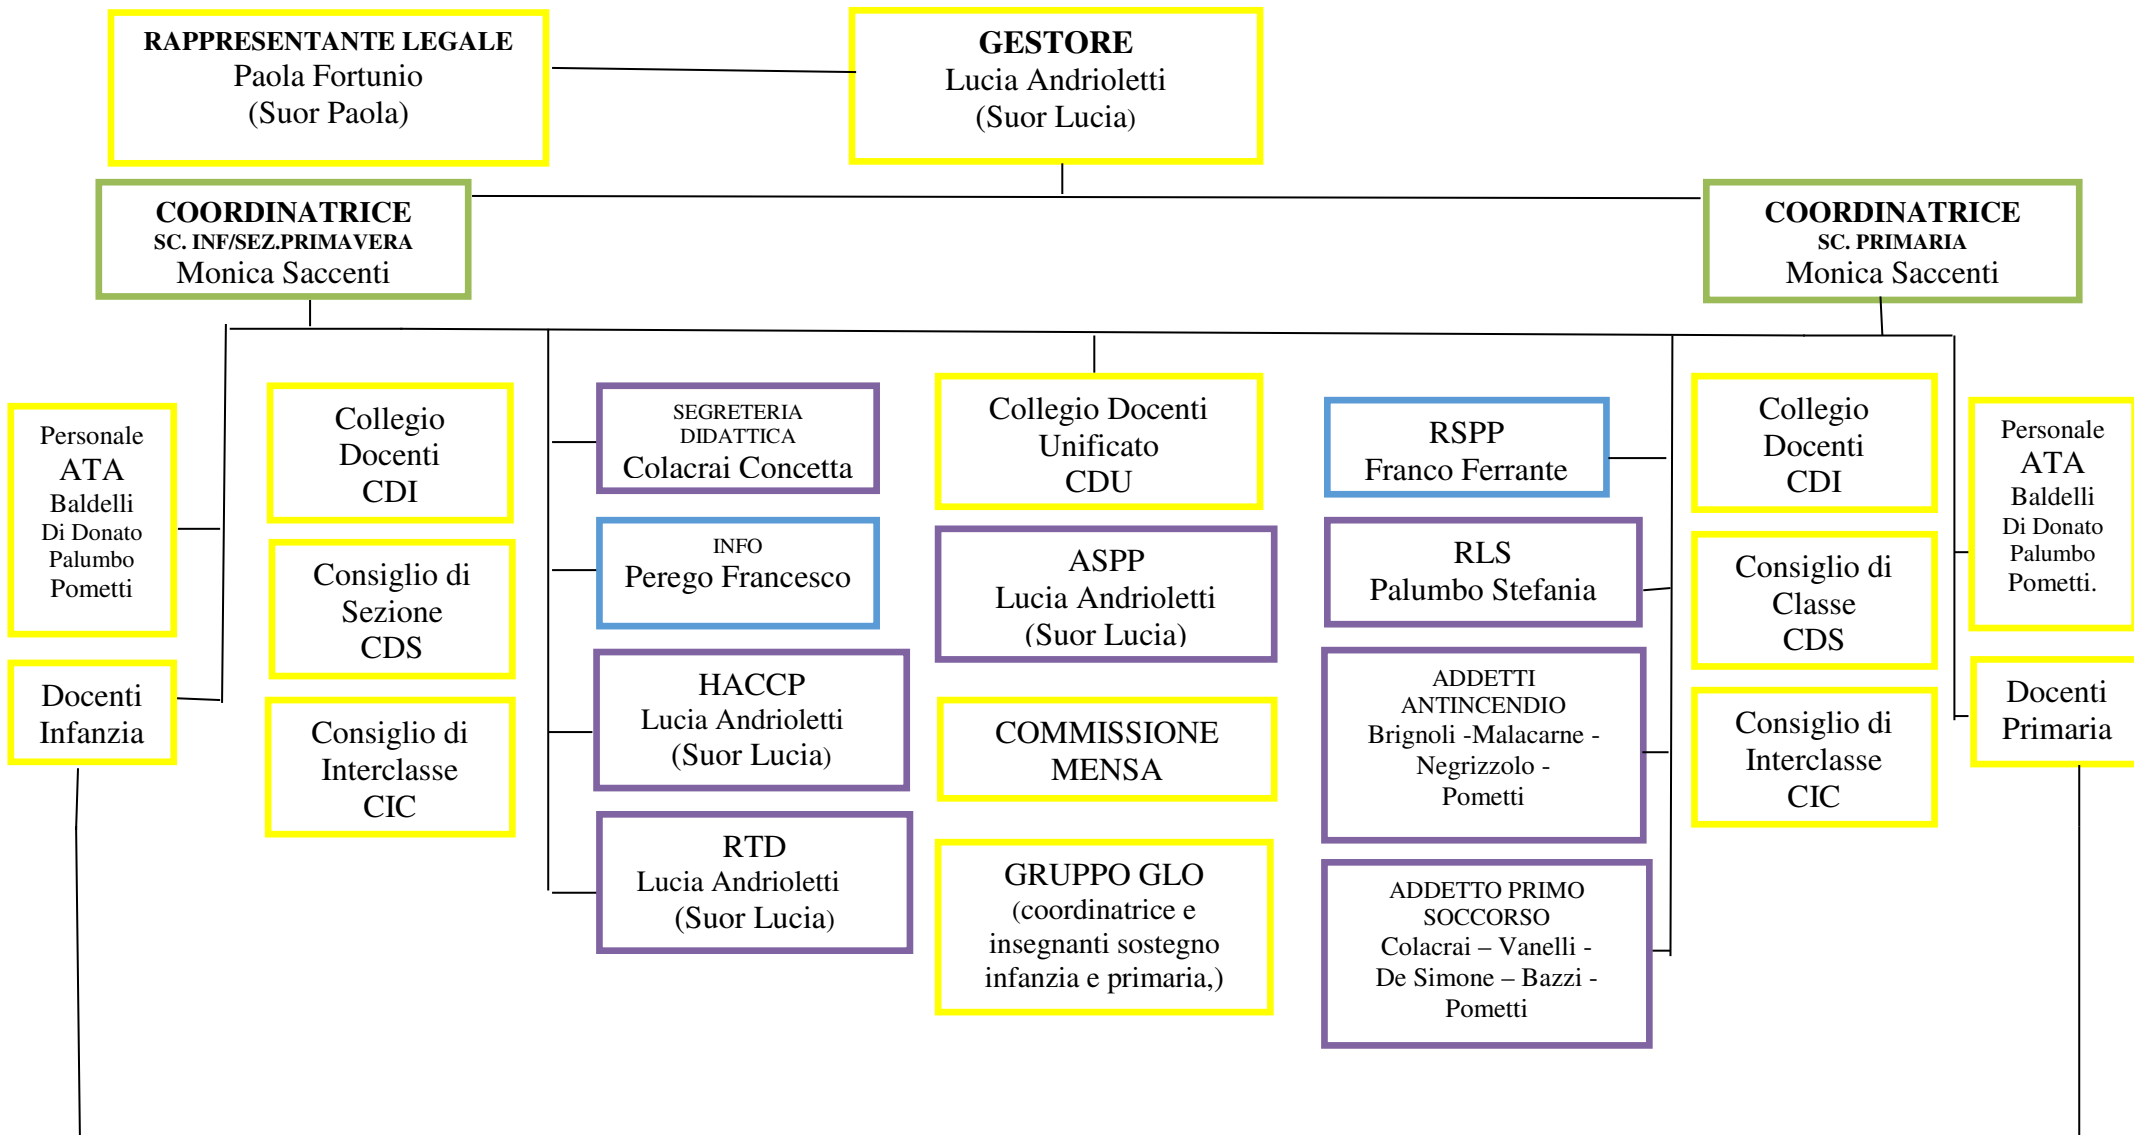 RAPPRESENTANTE LEGALE
Paola Fortunio
(Suor Paola)
GESTORE
Lucia Andrioletti
(Suor Lucia)
COORDINATRICE
SC. INF/SEZ.PRIMAVERA
Monica Saccenti
COORDINATRICE
SC. PRIMARIA
Monica Saccenti
Personale
ATA
Baldelli
Di Donato
Palumbo
Pometti
Docenti
Infanzia
Collegio
Docenti
CDI
Consiglio di
Sezione
CDS
Consiglio di
Interclasse
CIC
SEGRETERIA
DIDATTICA
Colacrai Concetta
INFO
Perego Francesco
HACCP
Lucia Andrioletti
(Suor Lucia)
RTD
Lucia Andrioletti
(Suor Lucia)
Collegio Docenti
Unificato
CDU
ASPP
Lucia Andrioletti
(Suor Lucia)
COMMISSIONE
MENSA
GRUPPO GLO
(coordinatrice e
insegnanti sostegno
infanzia e primaria,)
RSPP
Franco Ferrante
RLS
Palumbo Stefania
ADDETTI
ANTINCENDIO
Brignoli -Malacarne -
Negrizzolo -
Pometti
ADDETTO PRIMO
SOCCORSO
Colacrai – Vanelli -
De Simone – Bazzi -
Pometti
Collegio
Docenti
CDI
Consiglio di
Classe
CDS
Consiglio di
Interclasse
CIC
Personale
ATA
Baldelli
Di Donato
Palumbo
Pometti.
Docenti
Primaria